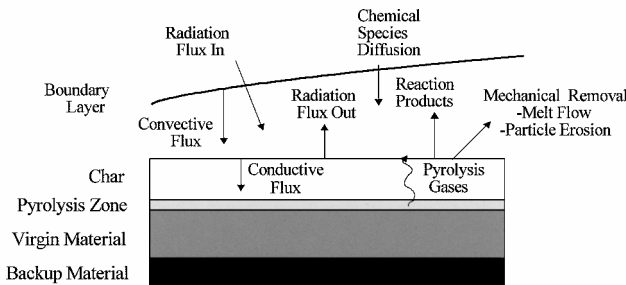 Radiation
Flux In
Chemical
Species
Diffusion
Boundary
Layer
Convective
Flux
Radiation
Flux Out
Reaction
Products
Mechanical Removal
-Melt Flow
-Particle Erosion
Char
Conductive
Flux
Pyrolysis
Gases
Pyrolysis Zone
Virgin Material
Backup Material